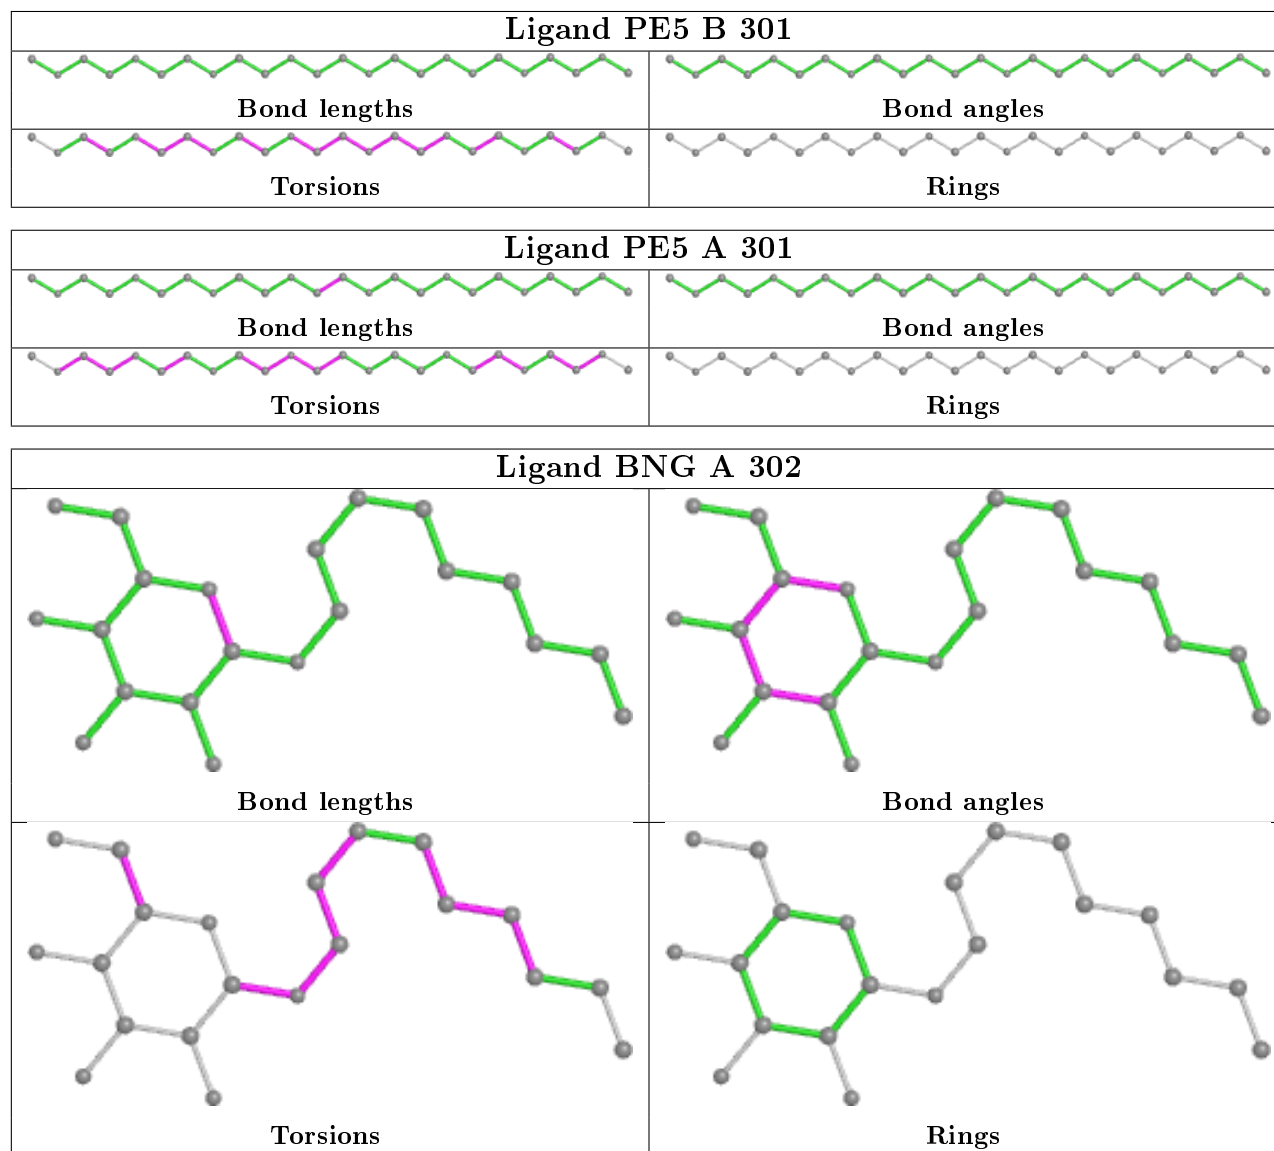 Ligand PE5 B 301
Bond lengths
Bond angles
Torsions
Rings
Ligand PE5 A 301
Bond lengths
Bond angles
Torsions
Rings
Ligand BNG A 302
Bond lengths
Bond angles
Torsions
Rings